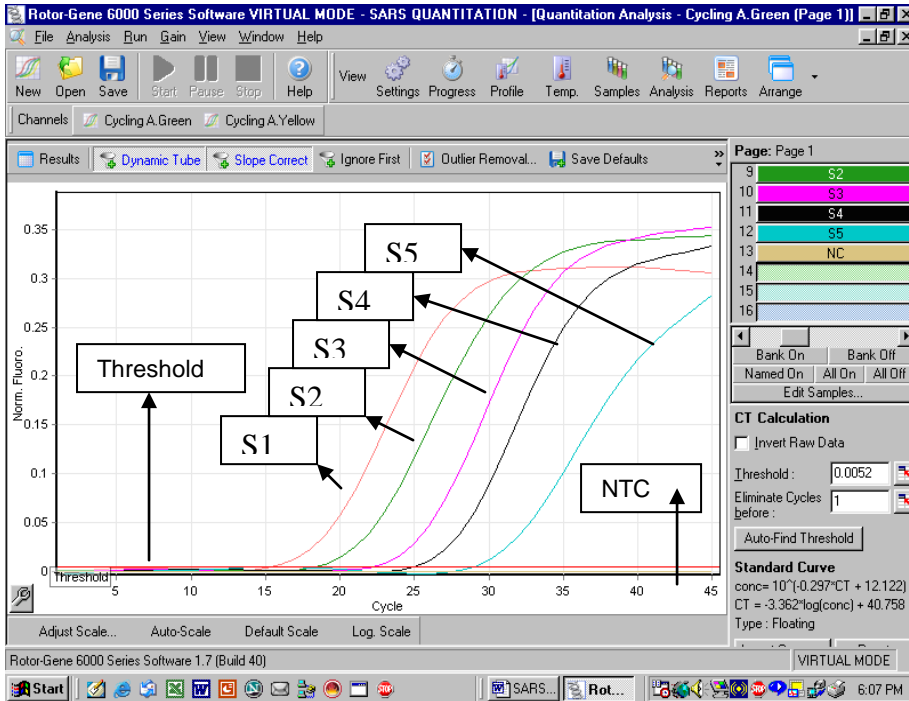 Rotor-Gene 6000 Series Software VIRTUAL MODE - SARS QUANTITATION - [Quantitation Analysis - Cycling A.Green (Page 1)]
File Analysis Run Gain View Window Help
New Open Save Start Pause Stop Help View Settings Progress Profile Temp. Samples Analysis Reports Arrange
Channels Cycling A.Green Cycling A.Yellow
Results Dynamic Tube Slope Correct Ignore First Outlier Removal... Save Defaults »
Page: Page 1
9 S2
10 S3
11 S4
12 S5
13 NC
14
15
16
Bank On Bank Off
Named On All On All Off
Edit Samples...
CT Calculation
Invert Raw Data
Threshold : 0.0052
Eliminate Cycles before : 1
Auto-Find Threshold
Standard Curve
conc= 10^(-0.297*CT + 12.122)
CT = -3.362*log(conc) + 40.758
Type : Floating
Norm. Fluoro.
0.35
0.3
0.25
0.2
0.15
0.1
0.05
0
S5
S4
S3
S2
S1
Threshold
NTC
Threshold
5 10 15 20 25 30 35 40 45
Cycle
Adjust Scale... Auto-Scale Default Scale Log. Scale
Rotor-Gene 6000 Series Software 1.7 (Build 40) VIRTUAL MODE
Start SARS... Rot... 6:07 PM